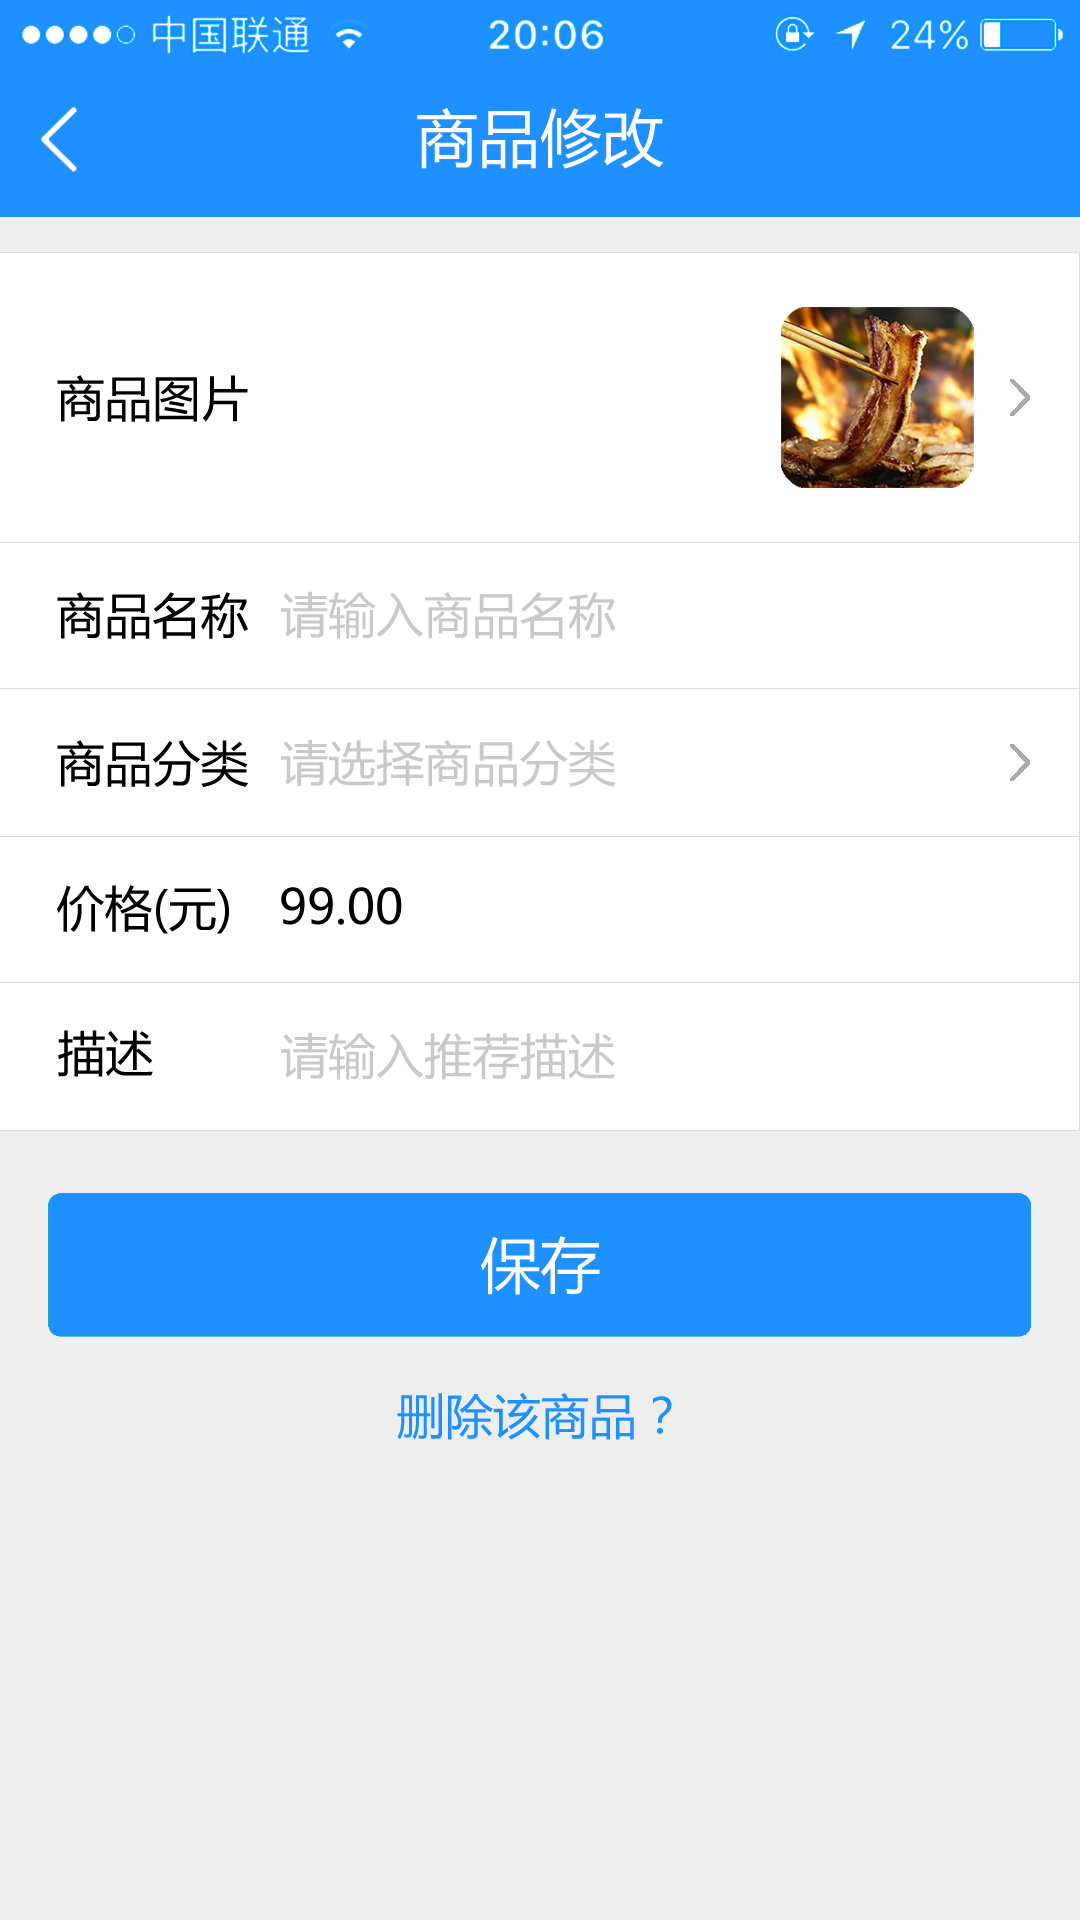 中国联通 20:06 24%
商品修改
商品图片
商品名称 请输入商品名称
商品分类 请选择商品分类
价格(元) 99.00
描述 请输入推荐描述
保存
删除该商品？